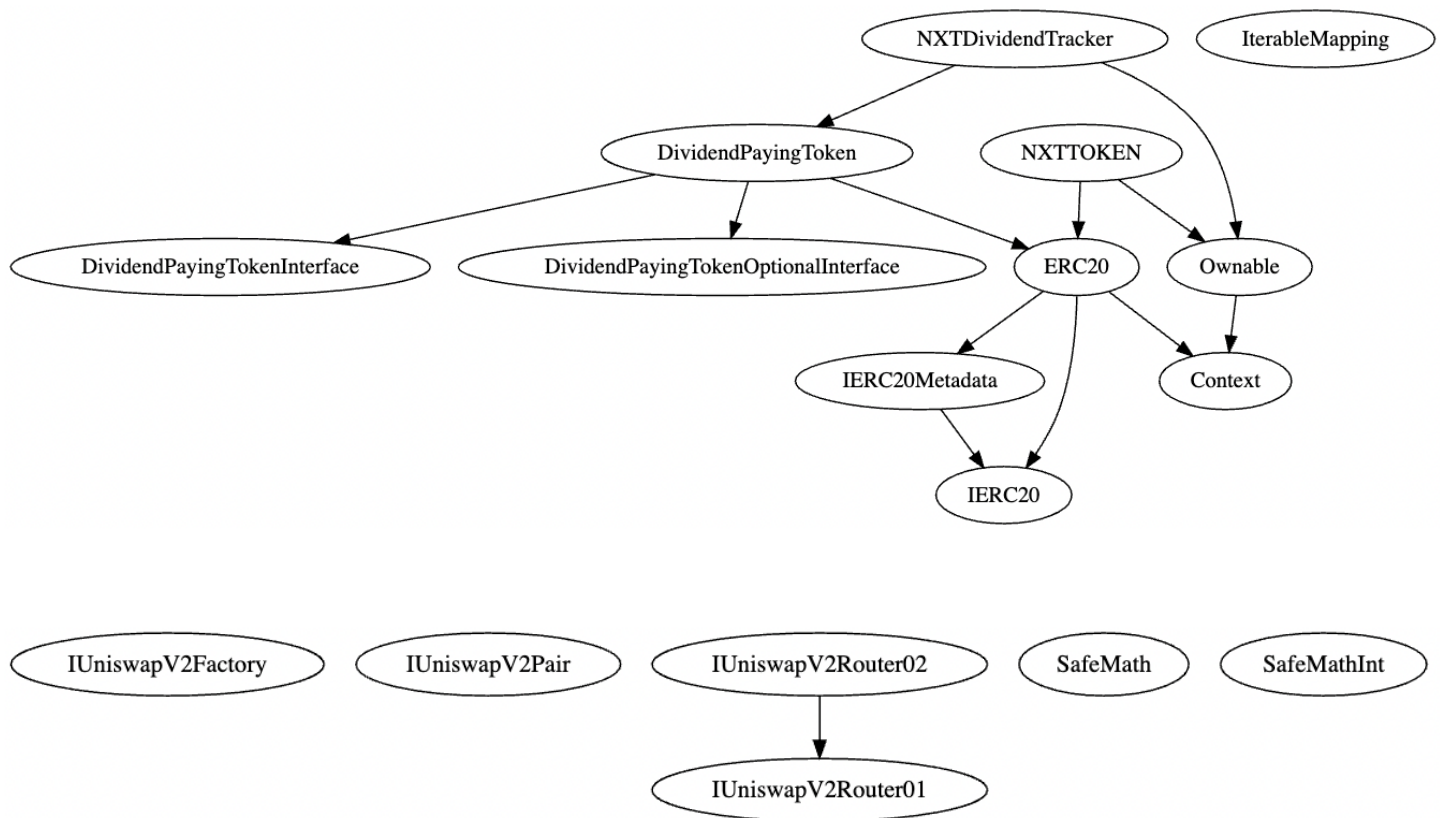 NXTDividendTracker
IterableMapping
DividendPayingToken
NXTTOKEN
DividendPayingTokenInterface
DividendPayingTokenOptionalInterface
ERC20
Ownable
IERC20Metadata
Context
IERC20
IUniswapV2Factory
IUniswapV2Pair
IUniswapV2Router02
SafeMath
SafeMathInt
IUniswapV2Router01